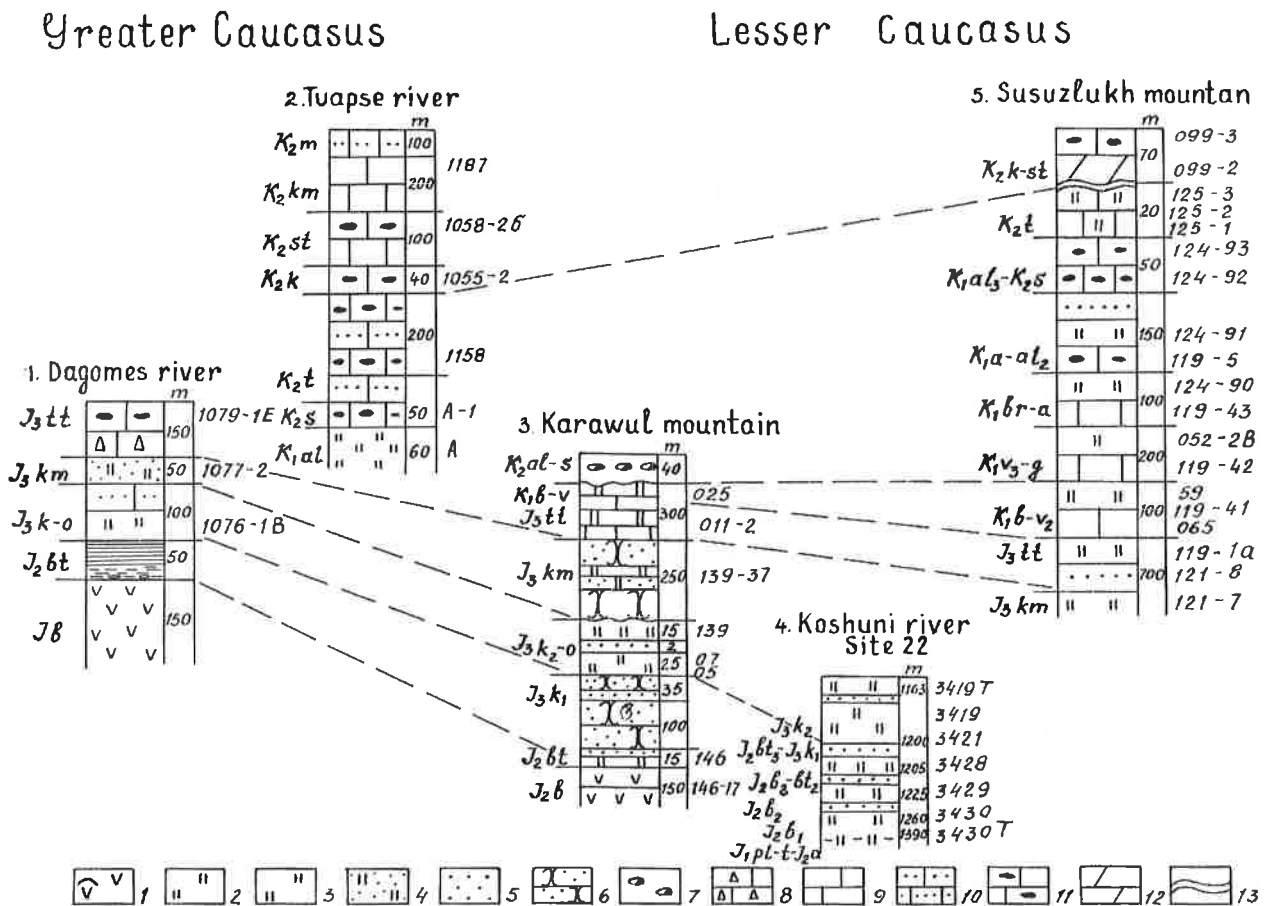 Greater Caucasus
Lesser Caucasus
2. Tuapse river
m
K₂m
100
1187
K₂km
200
1058-2б
K₂st
100
K₂k
40
1055-2
200
1158
K₂t
K₂s
50
A-1
K₁al
60
A
1. Dagomes river
m
J₃tt
150
1079-1E
J₃km
50
1077-2
100
J₃k-o
1076-1B
J₂bt
50
JB
150
3. Karawul mountain
m
K₂al-s
40
K₁b-v
025
300
J₃tt
011-2
J₃km
250
139-37
15
139
J₃k₂-o
2
25
07
05
J₃k₁
35
100
J₂bt
15
146
J₂b
150
146-17
4. Koshuni river
Site 22
m
1163
3419T
3419
J₃k₂
1200
3421
J₂bt₃-J₃k₁
1205
3428
J₂b₃-bt₂
1225
3429
J₂b₂
1260
3430
J₂b₁
1390
3430T
J₁pl-t-J₂a
5. Susuzlukh mountan
m
099-3
70
K₂k-st
099-2
125-3
20
125-2
K₂t
125-1
124-93
50
K₁al₃-K₂s
124-92
150
124-91
K₁a-al₂
119-5
124-90
100
K₁br-a
119-43
052-2B
200
K₁v₃-g
119-42
59
100
119-41
K₁b-v₂
065
J₃tt
119-1a
700
121-8
J₃km
121-7
1 2 3 4 5 6 7 8 9 10 11 12 13